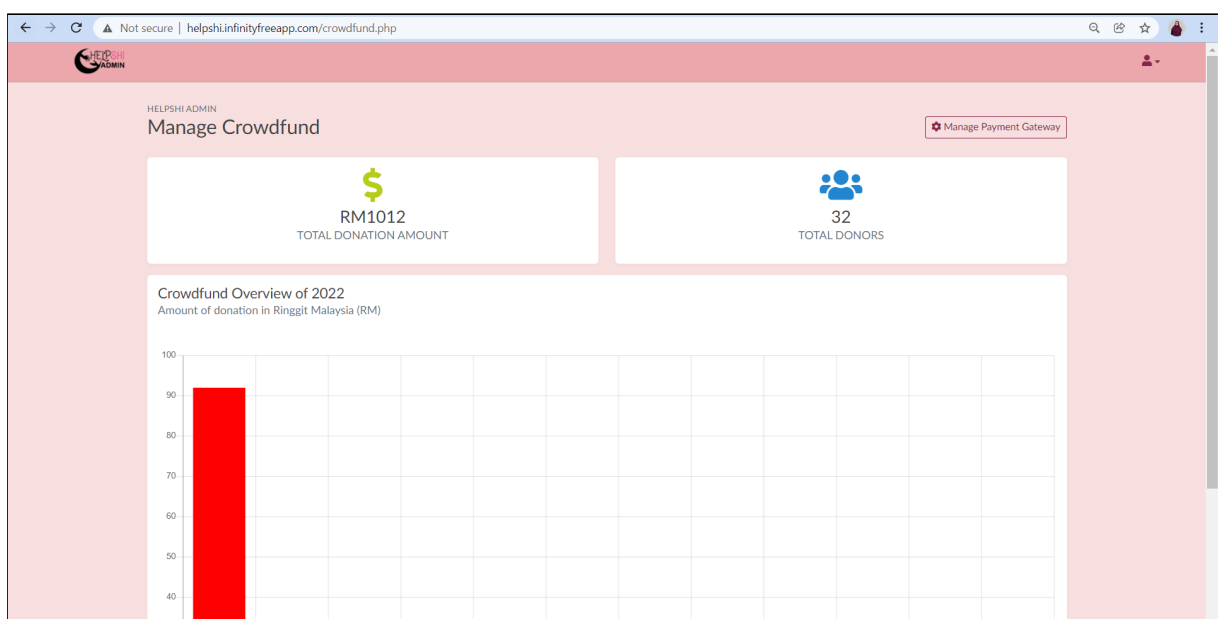 Not secure | helpshi.infinityfreeapp.com/crowdfund.php
HELPSHI
ADMIN
HELPSHI ADMIN
Manage Crowdfund
Manage Payment Gateway
$
RM1012
TOTAL DONATION AMOUNT
32
TOTAL DONORS
Crowdfund Overview of 2022
Amount of donation in Ringgit Malaysia (RM)
100
90
80
70
60
50
40